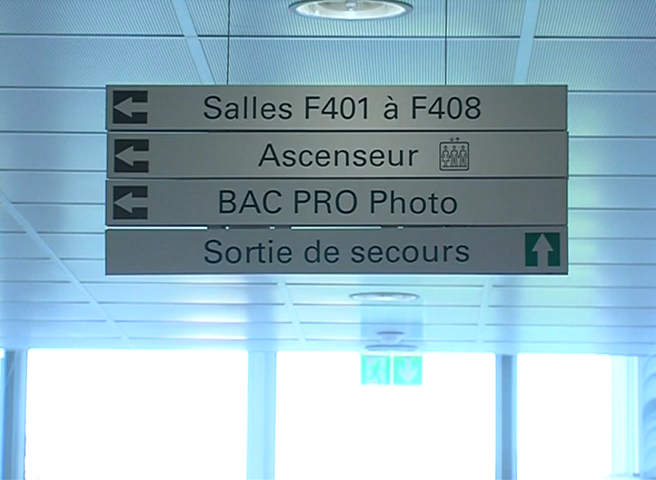 Salles F401 à F408
Ascenseur
BAC PRO Photo
Sortie de secours